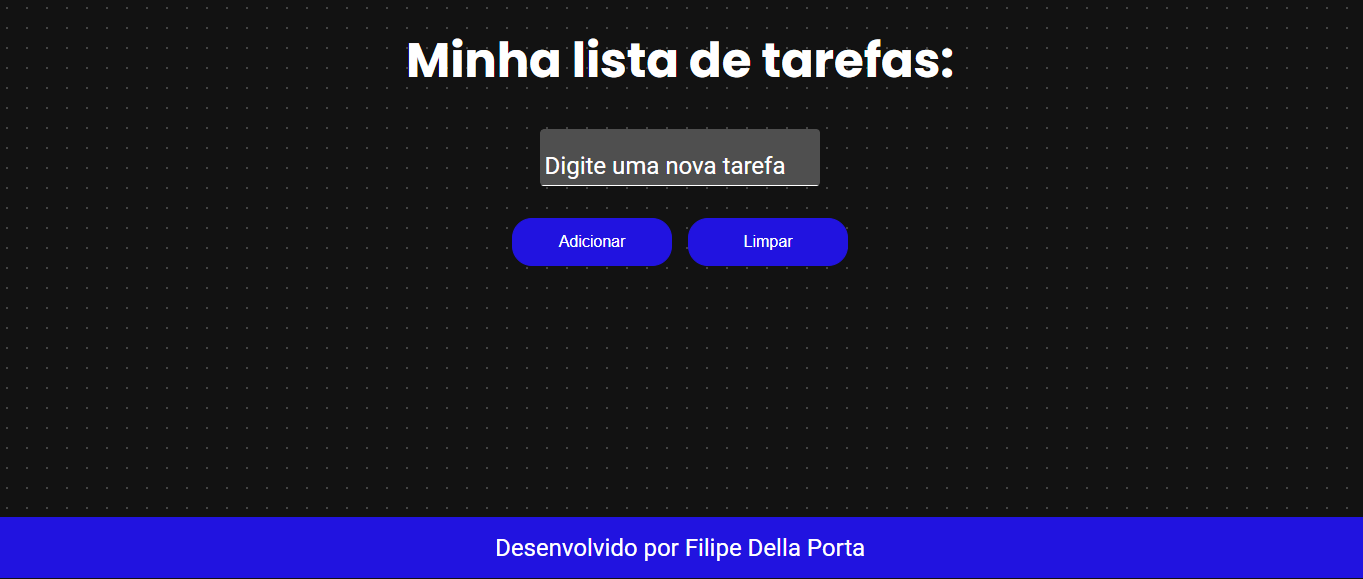 Minha lista de tarefas:
Digite uma nova tarefa
Adicionar
Limpar
Desenvolvido por Filipe Della Porta